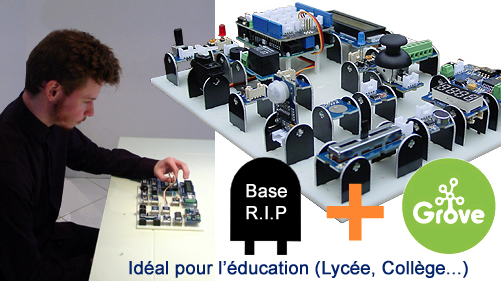 Base
R.I.P
Grove
Idéal pour l'éducation (Lycée, Collège...)